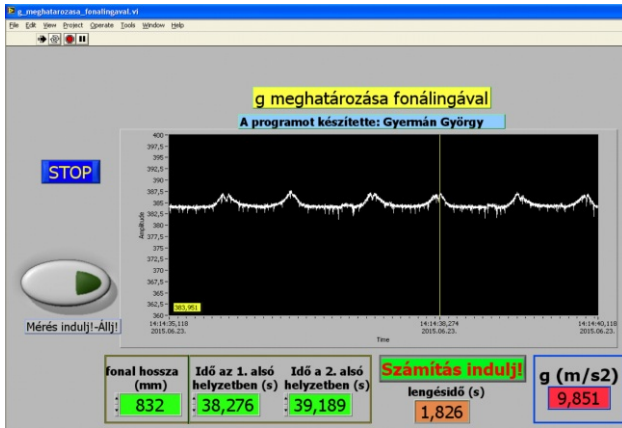 g_meghatarozasa_fonalingaval.vi
File Edit View Project Operate Tools Window Help
g meghatározása fonálingával
A programot készítette: Gyermán György
STOP
Amplitude
400
397,5
395
392,5
390
387,5
385
382,5
380
377,5
375
372,5
370
367,5
365
362,5
360
383,951
14:14:35,118
2015.06.23.
14:14:38,274
2015.06.23.
14:14:40,118
2015.06.23.
Time
Mérés indulj!-Állj!
fonal hossza
(mm)
832
Idő az 1. alsó
helyzetben (s)
38,276
Idő a 2. alsó
helyzetben (s)
39,189
Számítás indulj!
lengésidő (s)
1,826
g (m/s2)
9,851